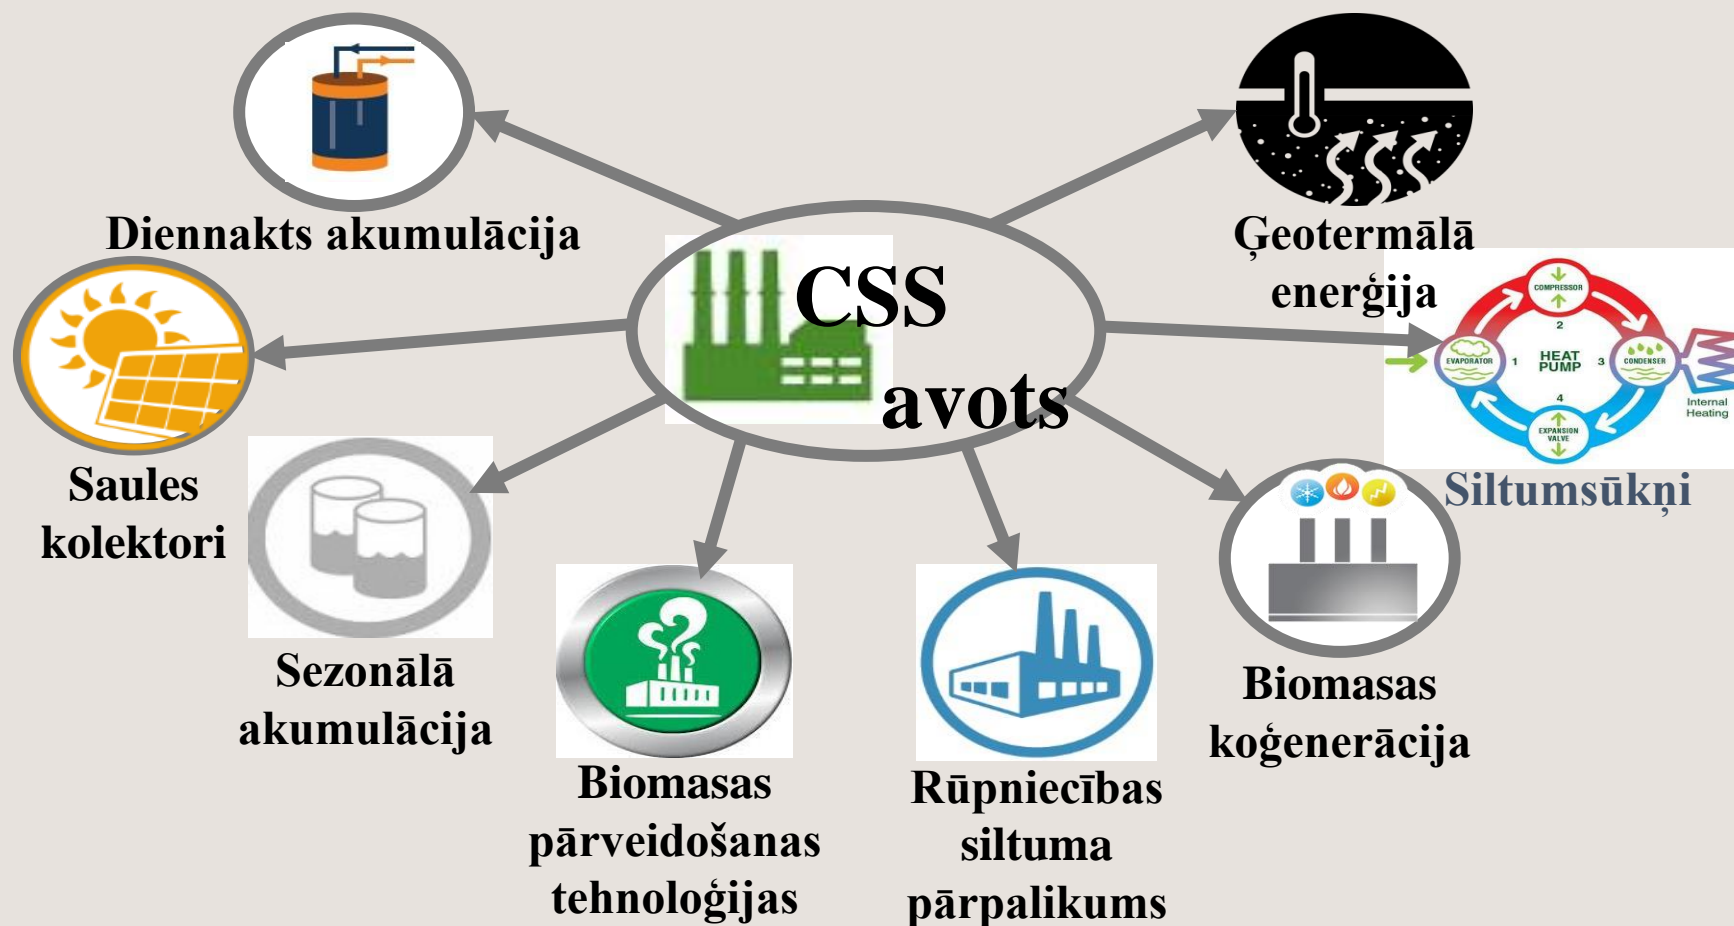 Diennakts akumulācija
Ģeotermālā
enerģija
CSS
avots
COMPRESSOR
2
EVAPORATOR
1
HEAT
PUMP
3
CONDENSER
4
EXPANSION
VALVE
Internal
Heating
Siltumsūkņi
Saules
kolektori
Sezonālā
akumulācija
Biomasas
pārveidošanas
tehnoloģijas
Rūpniecības
siltuma
pārpalikums
Biomasas
koģenerācija